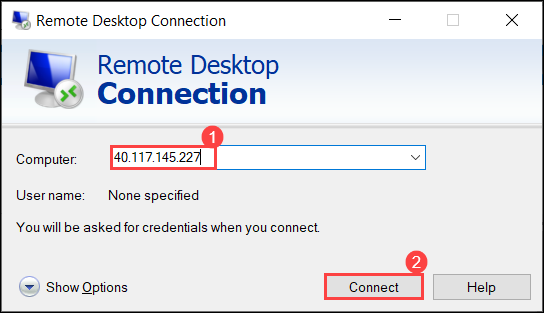 Remote Desktop Connection
Remote Desktop
Connection
1
Computer: 40.117.145.227
User name: None specified
You will be asked for credentials when you connect.
2
Show Options Connect Help